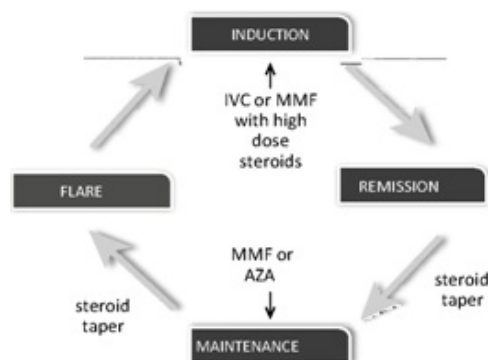 INDUCTION
IVC or MMF
with high
dose
steroids
FLARE
REMISSION
MMF or
AZA
steroid
taper
steroid
taper
MAINTENANCE